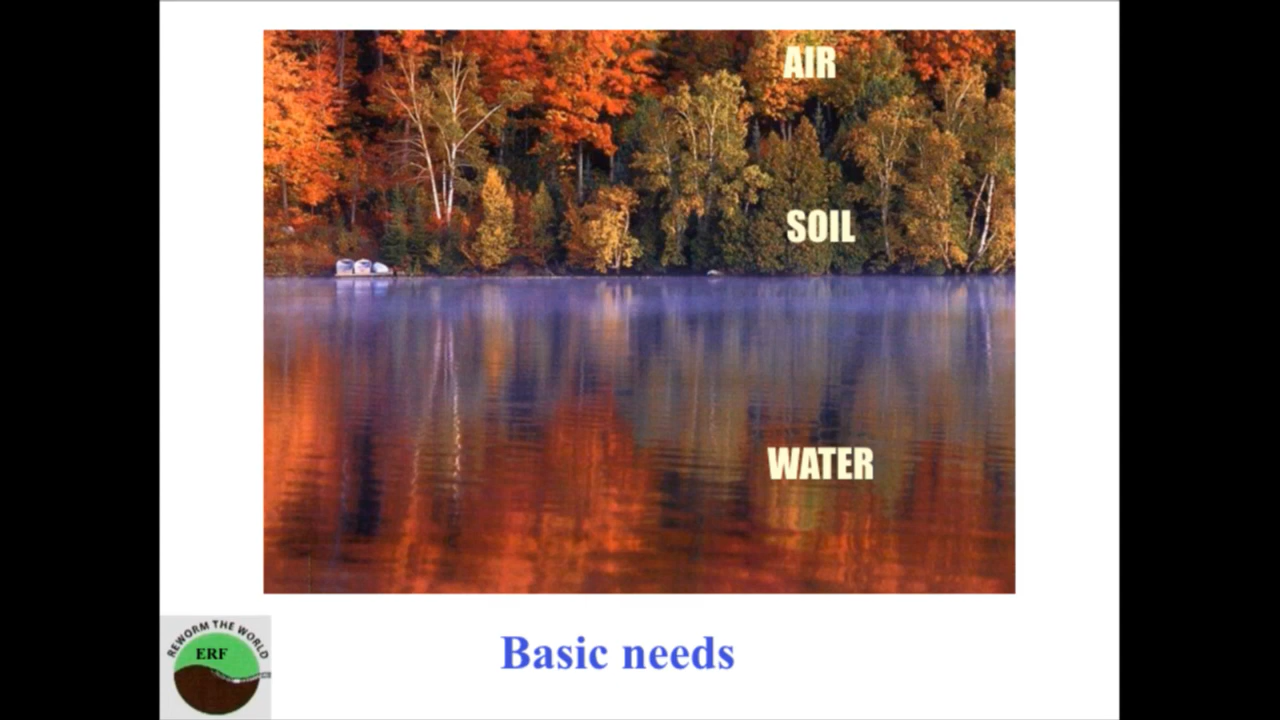 AIR
SOIL
WATER
REWORM THE WORLD
ERF
Basic needs